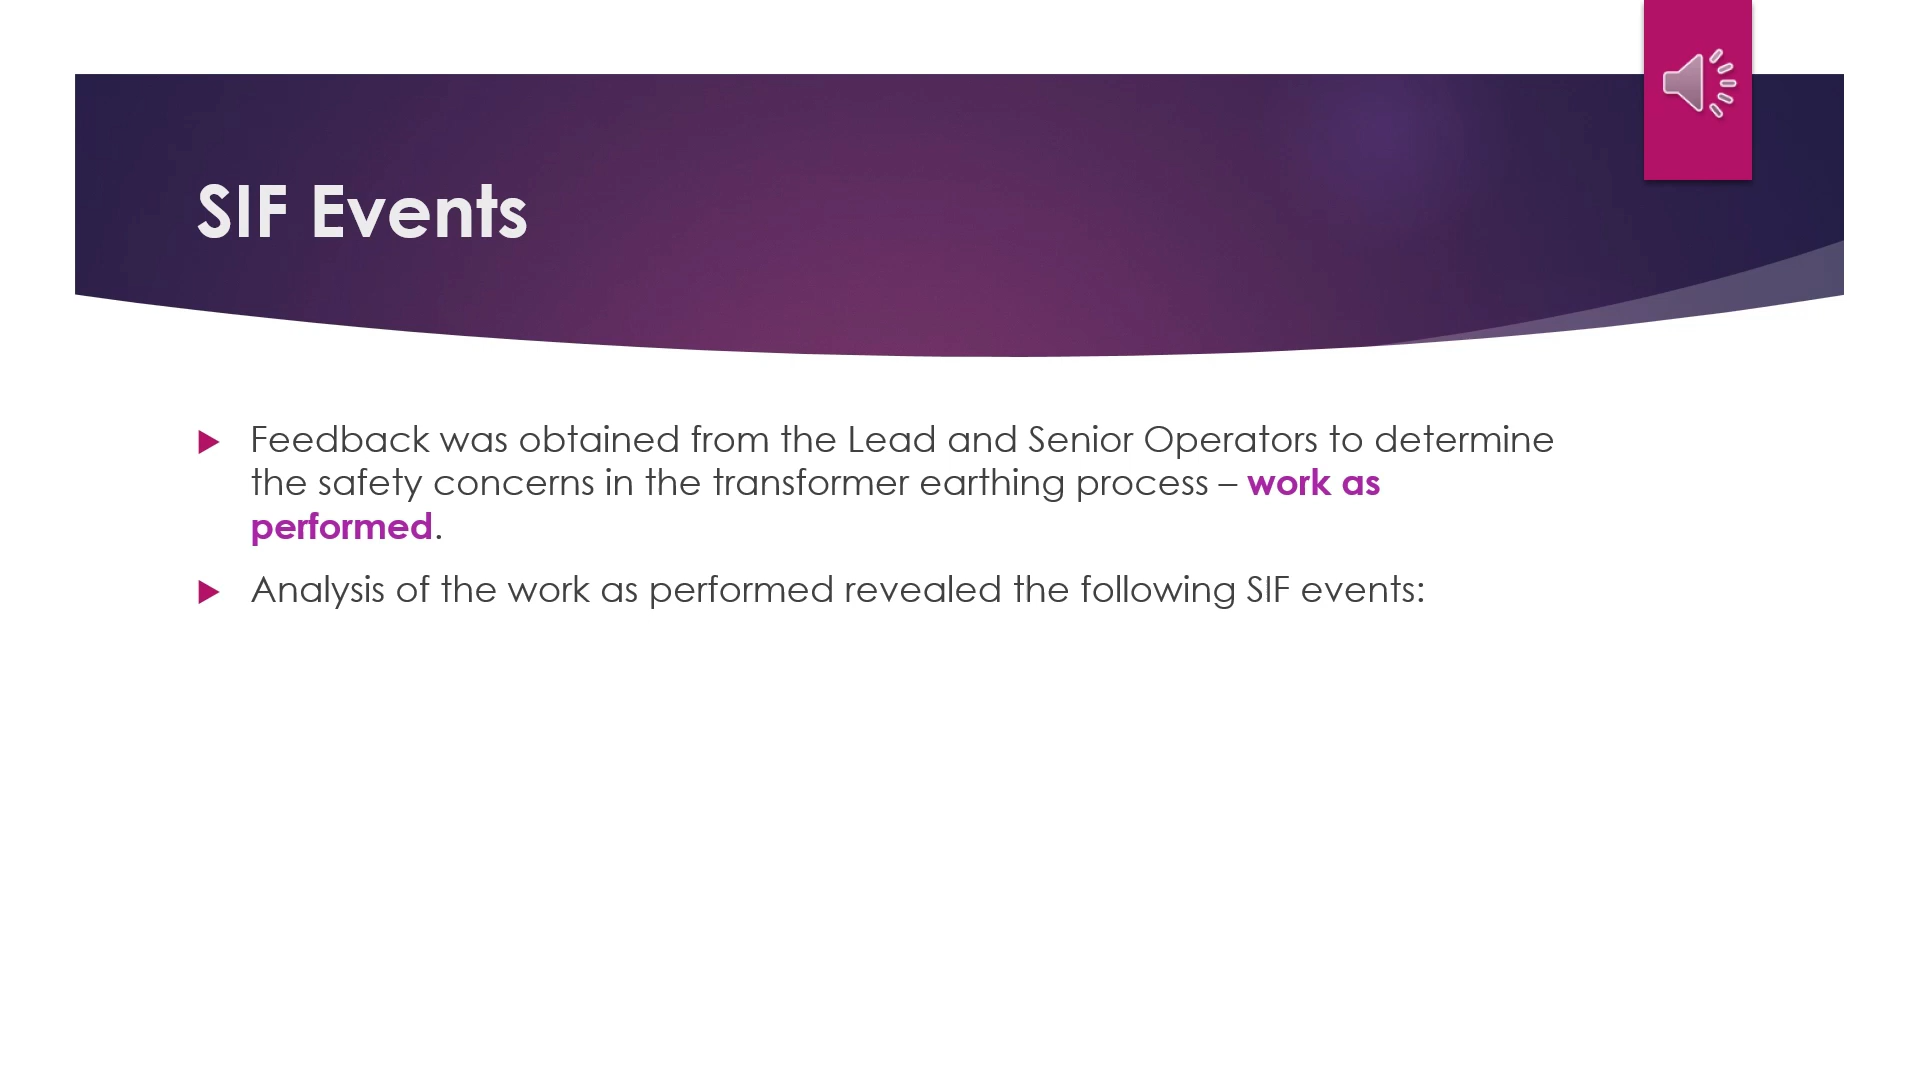 SIF Events
Feedback was obtained from the Lead and Senior Operators to determine
the safety concerns in the transformer earthing process – work as
performed.
Analysis of the work as performed revealed the following SIF events: